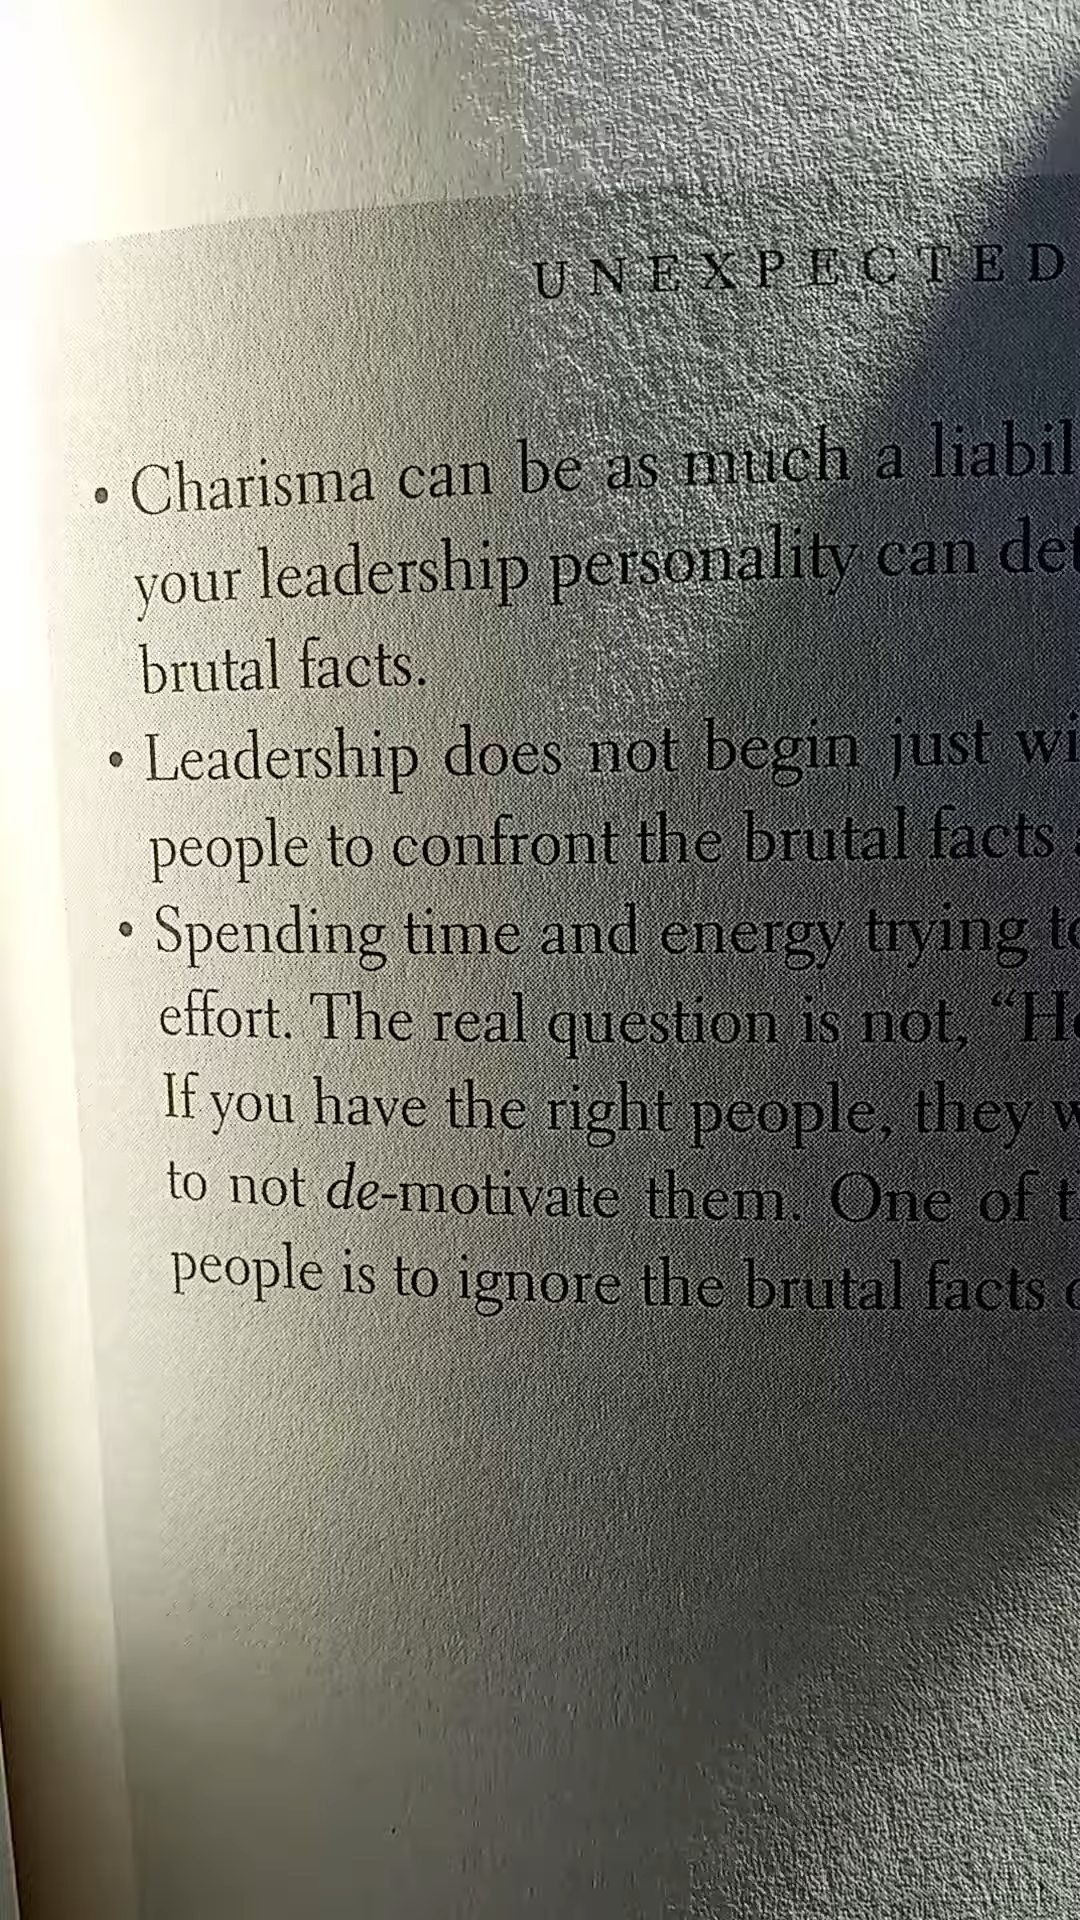 UNEXPECTED
• Charisma can be as much a liabil
your leadership personality can det
brutal facts.
• Leadership does not begin just wi
people to confront the brutal facts
• Spending time and energy trying to
effort. The real question is not, “Ho
If you have the right people, they w
to not de-motivate them. One of t
people is to ignore the brutal facts o